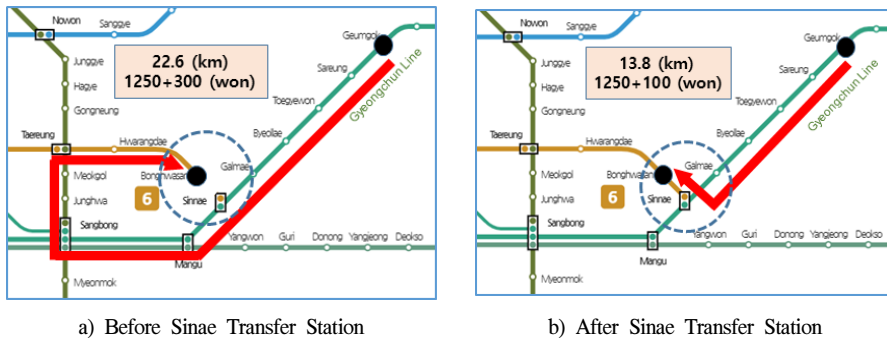 Nowon
Sanggye
Geumgok
22.6 (km)
1250+300 (won)
Junggye
Hagye
Gongneung
Sareung
Toegyewon
Gyeongchun Line
Taereung
Hwarangdae
Byeollae
Meokgol
Bonghwasan
Galmae
6
Sinnae
Junghwa
Sangbong
Yangwon
Guri
Donong
Yangjeong
Deokso
Mangu
Myeonmok
a) Before Sinae Transfer Station
Nowon
Sanggye
Geumgok
13.8 (km)
1250+100 (won)
Junggye
Hagye
Gongneung
Sareung
Toegyewon
Gyeongchun Line
Taereung
Hwarangdae
Byeollae
Meokgol
Bonghwasan
Galmae
6
Sinnae
Junghwa
Sangbong
Yangwon
Guri
Donong
Yangjeong
Deokso
Mangu
Myeonmok
b) After Sinae Transfer Station